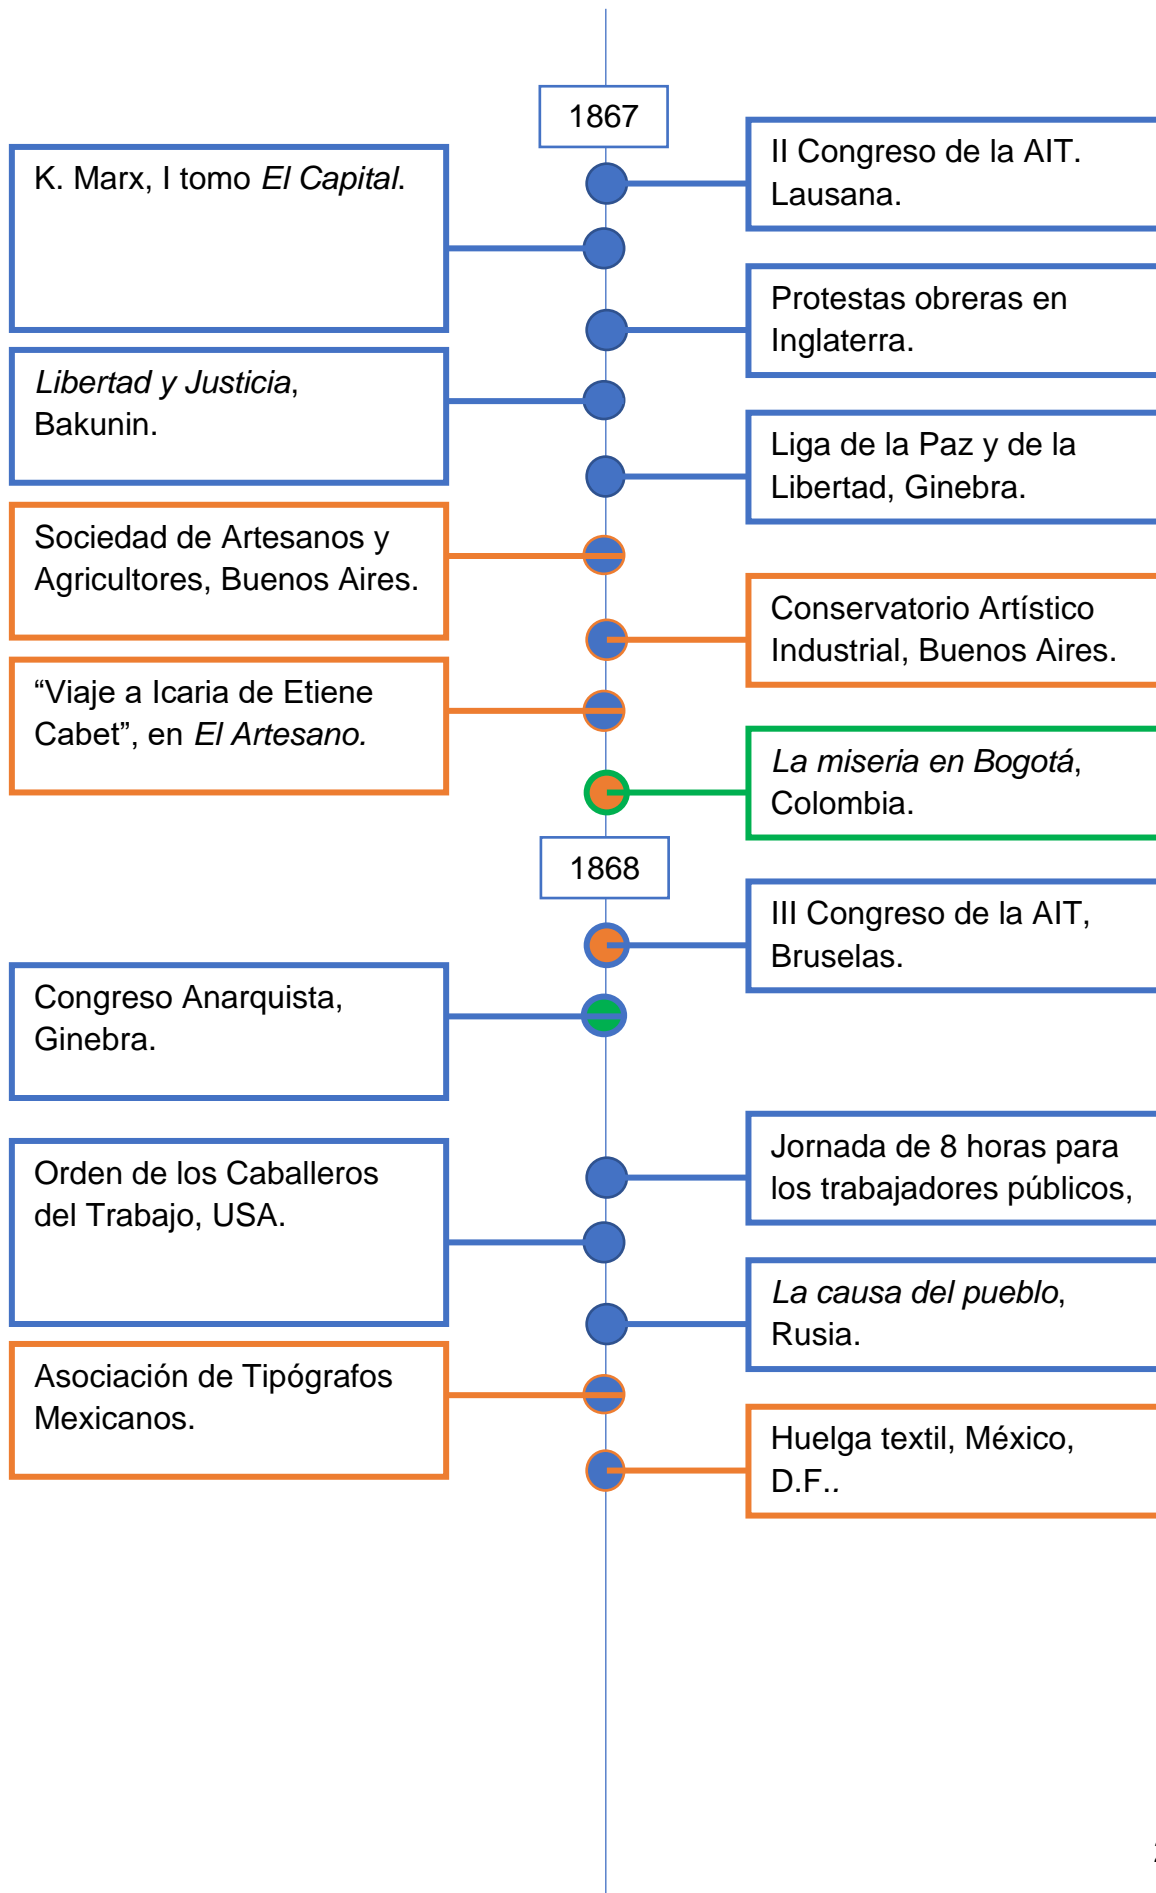 1867
II Congreso de la AIT.
Lausana.
K. Marx, I tomo El Capital.
Protestas obreras en
Inglaterra.
Libertad y Justicia,
Bakunin.
Liga de la Paz y de la
Libertad, Ginebra.
Sociedad de Artesanos y
Agricultores, Buenos Aires.
Conservatorio Artístico
Industrial, Buenos Aires.
“Viaje a Icaria de Etiene
Cabet”, en El Artesano.
La miseria en Bogotá,
Colombia.
1868
III Congreso de la AIT,
Bruselas.
Congreso Anarquista,
Ginebra.
Jornada de 8 horas para
los trabajadores públicos,
Orden de los Caballeros
del Trabajo, USA.
La causa del pueblo,
Rusia.
Asociación de Tipógrafos
Mexicanos.
Huelga textil, México,
D.F..